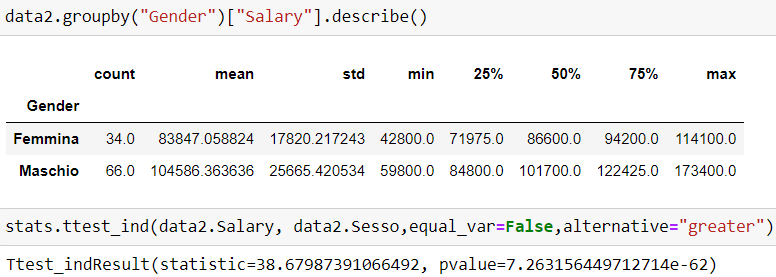 data2.groupby("Gender")["Salary"].describe()
count mean std min 25% 50% 75% max
Gender
Femmina 34.0 83847.058824 17820.217243 42800.0 71975.0 86600.0 94200.0 114100.0
Maschio 66.0 104586.363636 25665.420534 59800.0 84800.0 101700.0 122425.0 173400.0
stats.ttest_ind(data2.Salary, data2.Sesso,equal_var=False,alternative="greater")
Ttest_indResult(statistic=38.67987391066492, pvalue=7.263156449712714e-62)